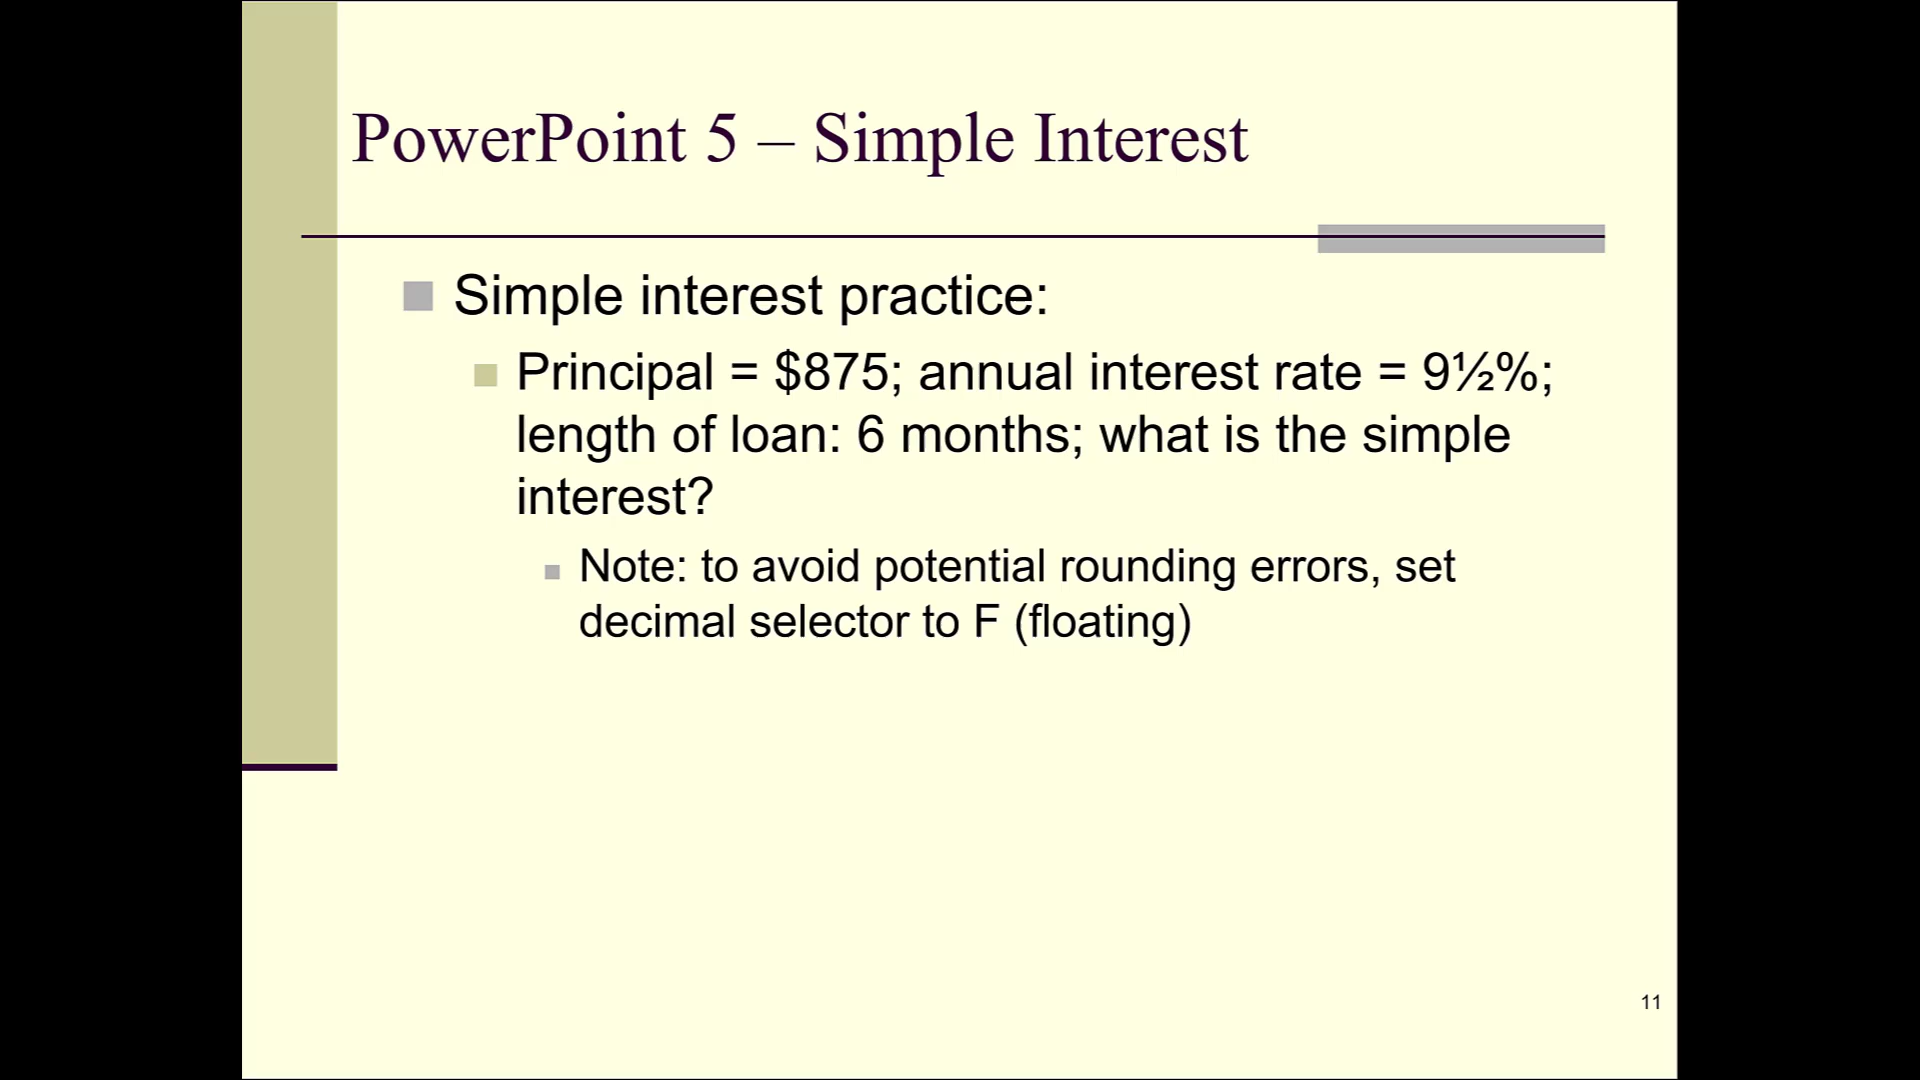 PowerPoint 5 – Simple Interest
Simple interest practice:
Principal = $875; annual interest rate = 9½%;
length of loan: 6 months; what is the simple
interest?
Note: to avoid potential rounding errors, set
decimal selector to F (floating)
11